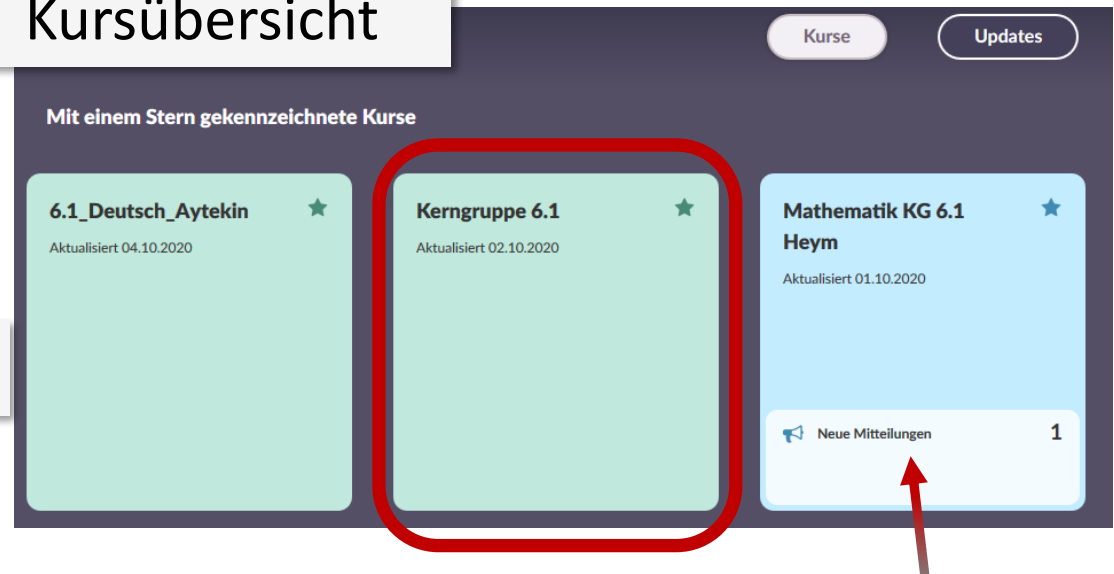 Kursübersicht
Kurse
Updates
Mit einem Stern gekennzeichnete Kurse
6.1_Deutsch_Aytekin
Aktualisiert 04.10.2020
Kerngruppe 6.1
Aktualisiert 02.10.2020
Mathematik KG 6.1
Heym
Aktualisiert 01.10.2020
Neue Mitteilungen 1